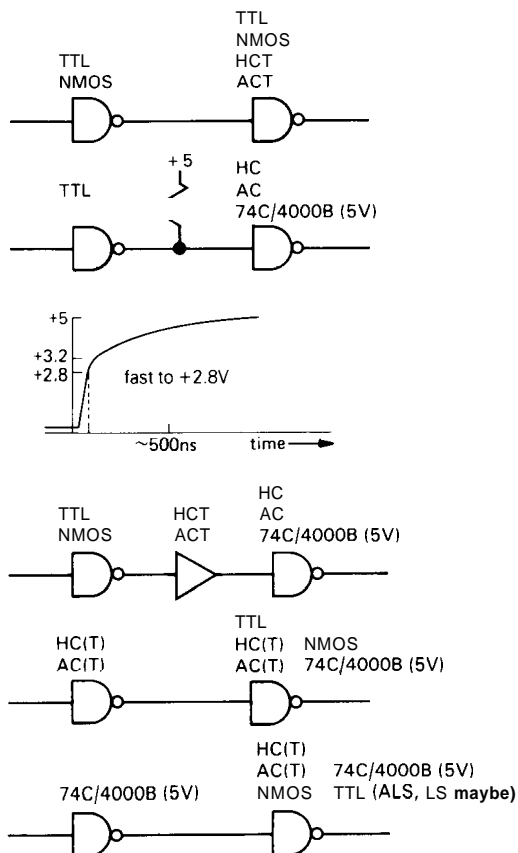 TTL
NMOS
TTL
NMOS
HCT
ACT
TTL
+5
HC
AC
74C/4000B (5V)
+5
+3.2
+2.8
fast to +2.8V
~500ns
time
TTL
NMOS
HCT
ACT
HC
AC
74C/4000B (5V)
HC(T)
AC(T)
TTL
HC(T) NMOS
AC(T) 74C/4000B (5V)
74C/4000B (5V)
HC(T)
AC(T) 74C/4000B (5V)
NMOS TTL (ALS, LS maybe)